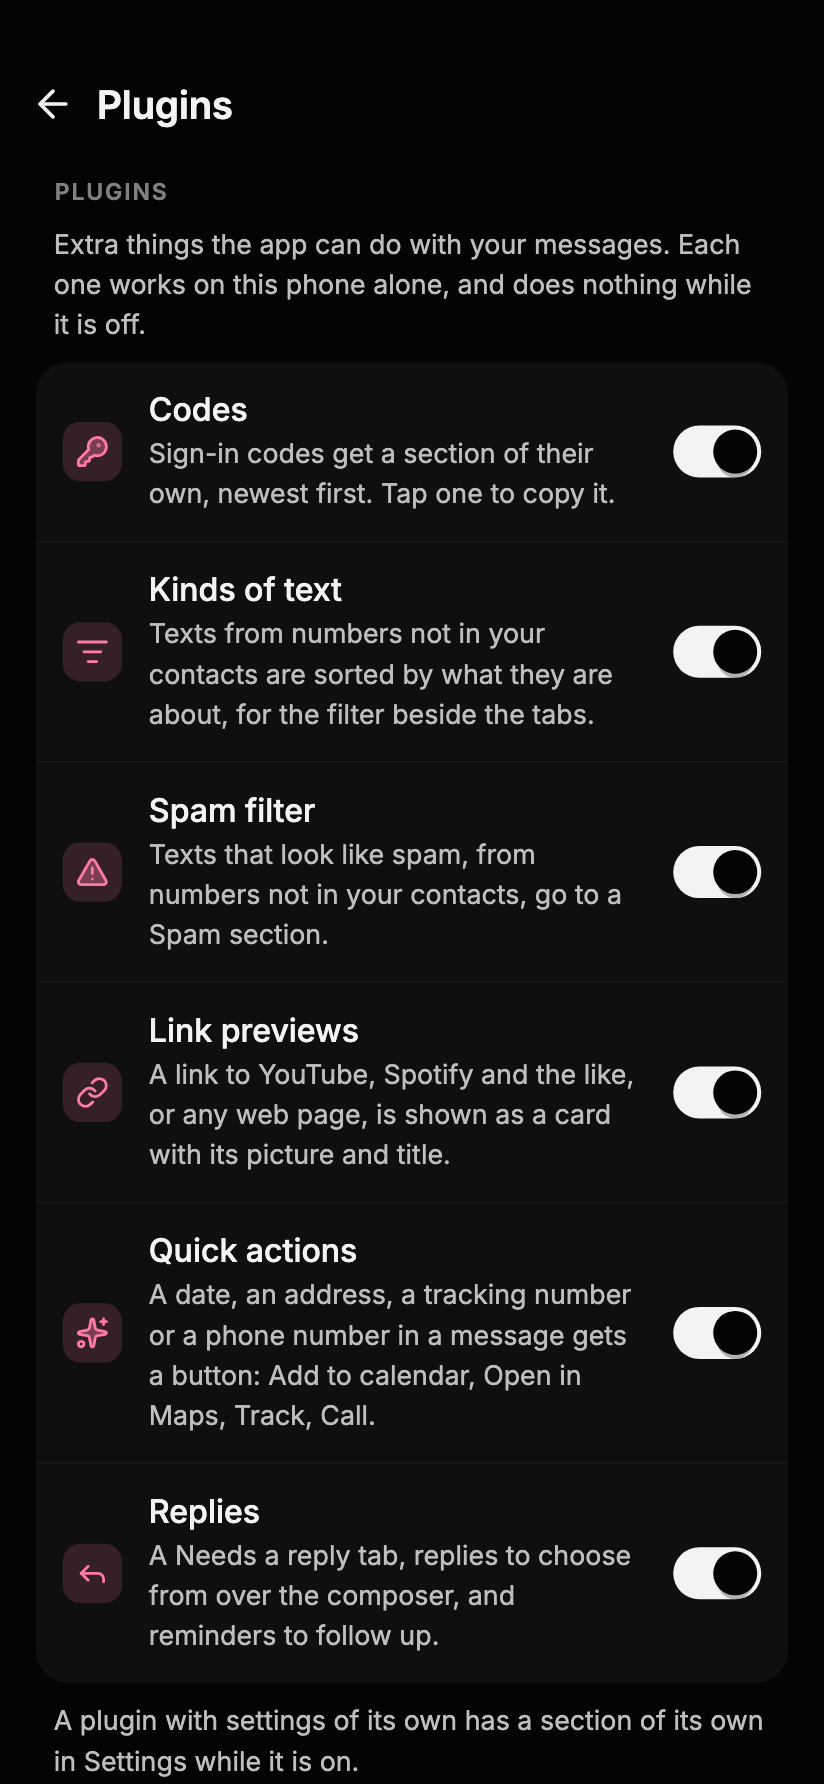 Plugins
PLUGINS
Extra things the app can do with your messages. Each
one works on this phone alone, and does nothing while
it is off.
Codes
Sign-in codes get a section of their
own, newest first. Tap one to copy it.
Kinds of text
Texts from numbers not in your
contacts are sorted by what they are
about, for the filter beside the tabs.
Spam filter
Texts that look like spam, from
numbers not in your contacts, go to a
Spam section.
Link previews
A link to YouTube, Spotify and the like,
or any web page, is shown as a card
with its picture and title.
Quick actions
A date, an address, a tracking number
or a phone number in a message gets
a button: Add to calendar, Open in
Maps, Track, Call.
Replies
A Needs a reply tab, replies to choose
from over the composer, and
reminders to follow up.
A plugin with settings of its own has a section of its own
in Settings while it is on.